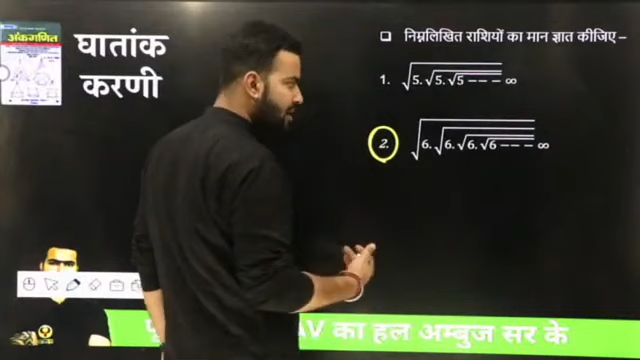 अंकगणित
घातांक
करणी
❑ निम्नलिखित राशियों का मान ज्ञात कीजिए –
1. √5.√5.√5 – – – ∞
2. √6.√6.√6.√6 – – – ∞
AV का हल अम्बुज सर के